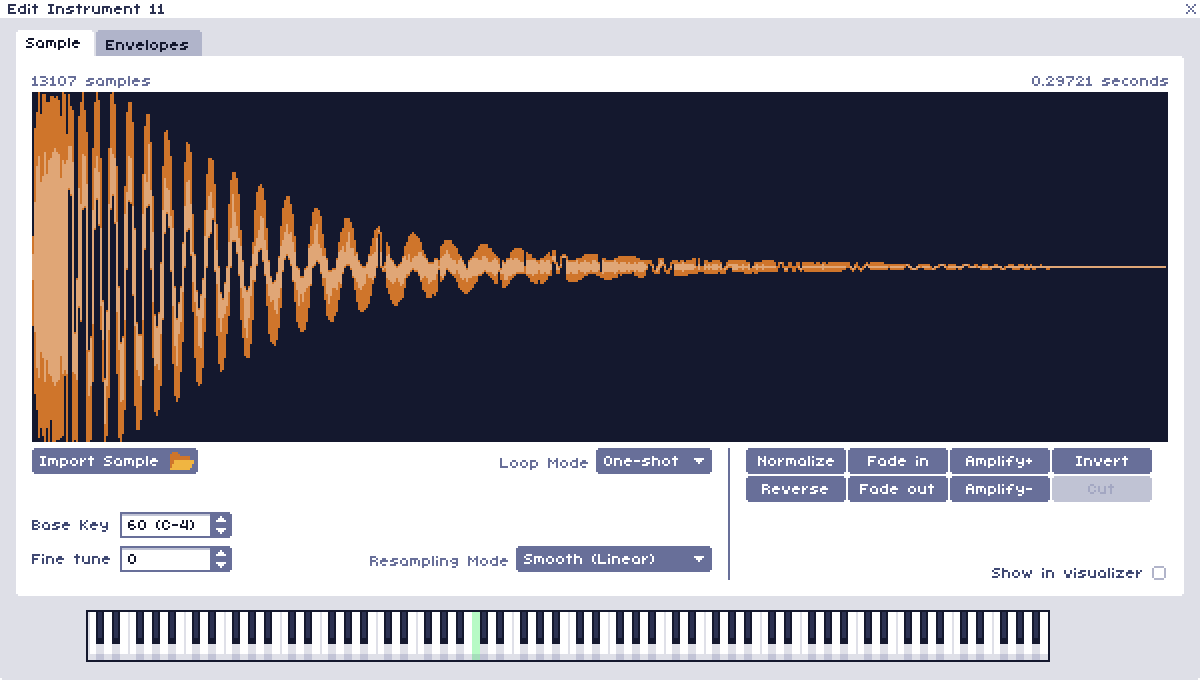 Edit Instrument 11
Sample Envelopes
13107 samples 0.29721 seconds
Import Sample Loop Mode One-shot Normalize Fade in Amplify+ Invert
Reverse Fade out Amplify- Cut
Base Key 60 (C-4)
Fine tune 0 Resampling Mode Smooth (Linear)
Show in visualizer